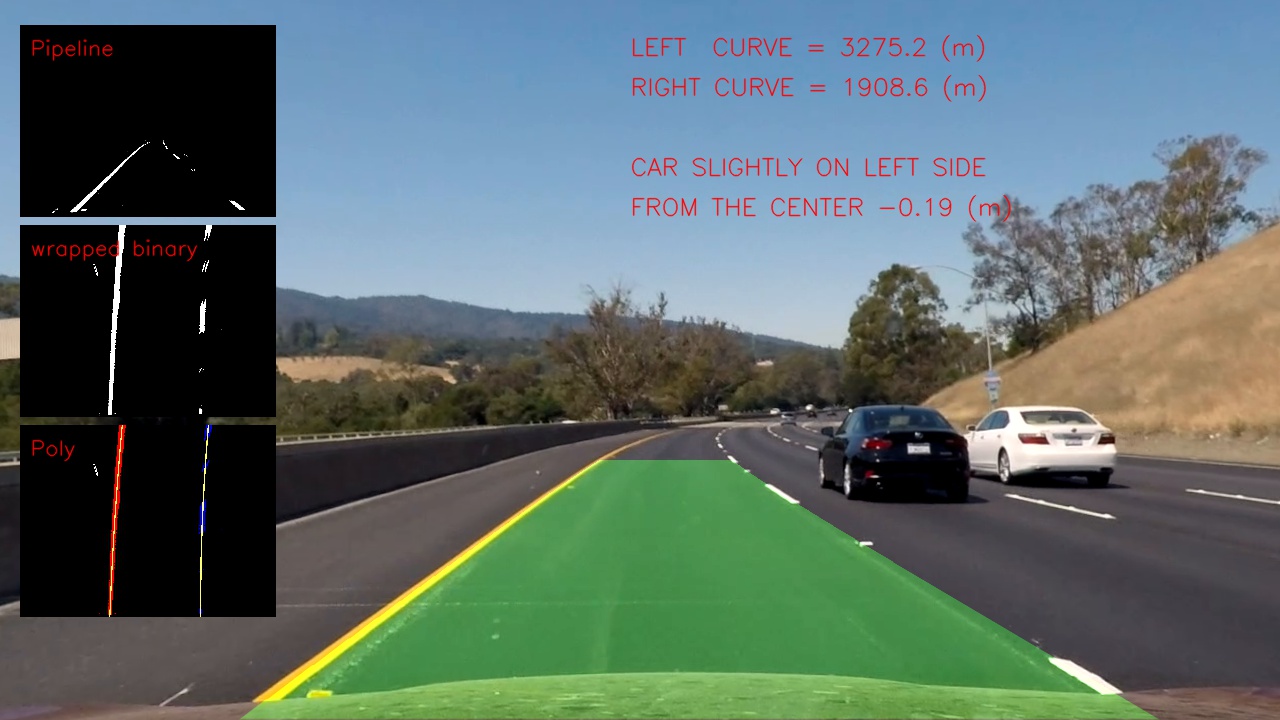 Pipeline
wrapped binary
Poly
LEFT CURVE = 3275.2 (m)
RIGHT CURVE = 1908.6 (m)
CAR SLIGHTLY ON LEFT SIDE
FROM THE CENTER -0.19 (m)